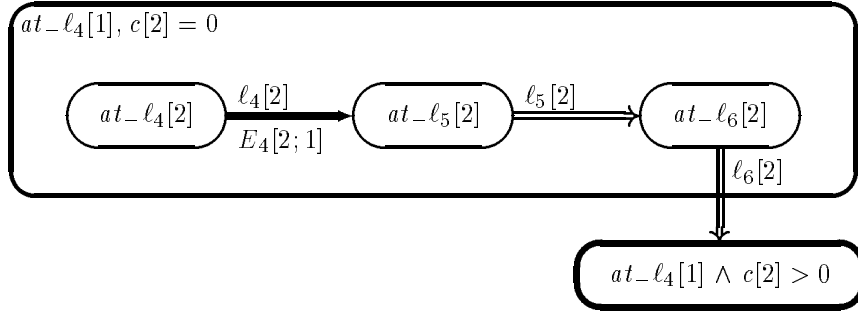 at_ℓ4[1], c[2] = 0
at_ℓ4[2]
ℓ4[2]
E4[2; 1]
at_ℓ5[2]
ℓ5[2]
at_ℓ6[2]
ℓ6[2]
at_ℓ4[1] ∧ c[2] > 0